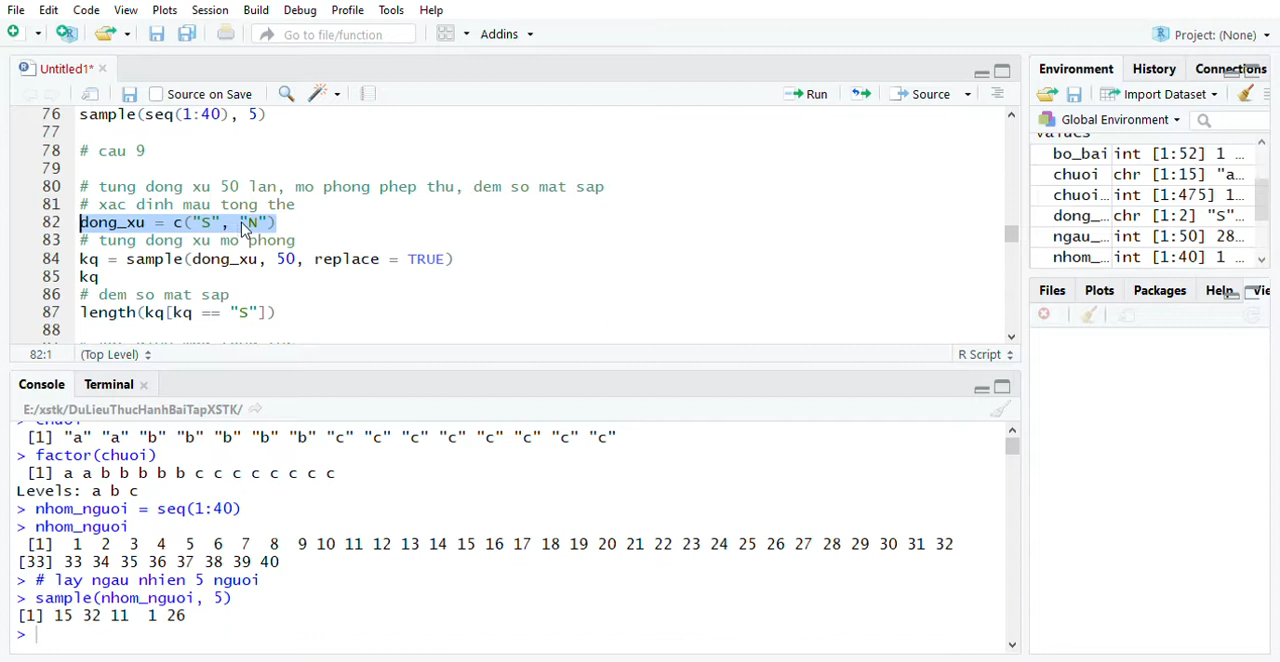 File Edit Code View Plots Session Build Debug Profile Tools Help
Go to file/function Addins Project: (None)
Untitled1*
Source on Save Run Source
76 sample(seq(1:40), 5)
77
78 # cau 9
79
80 # tung dong xu 50 lan, mo phong phep thu, dem so mat sap
81 # xac dinh mau tong the
82 dong_xu = c("S", "N")
83 # tung dong xu mo phong
84 kq = sample(dong_xu, 50, replace = TRUE)
85 kq
86 # dem so mat sap
87 length(kq[kq == "S"])
88
82:1 (Top Level) R Script
Console Terminal
E:/xstk/DuLieuThucHanhBaiTapXSTK/
> chuoi
[1] "a" "a" "b" "b" "b" "b" "b" "c" "c" "c" "c" "c" "c" "c" "c"
> factor(chuoi)
[1] a a b b b b b c c c c c c c c
Levels: a b c
> nhom_nguoi = seq(1:40)
> nhom_nguoi
[1] 1 2 3 4 5 6 7 8 9 10 11 12 13 14 15 16 17 18 19 20 21 22 23 24 25 26 27 28 29 30 31 32
[33] 33 34 35 36 37 38 39 40
> # lay ngau nhien 5 nguoi
> sample(nhom_nguoi, 5)
[1] 15 32 11 1 26
>
Environment History Connections
Import Dataset
Global Environment
Values
bo_bai int [1:52] 1 …
chuoi chr [1:15] "a…
chuoi… int [1:475] 1…
dong_… chr [1:2] "S"…
ngau_… int [1:50] 28…
nhom_… int [1:40] 1 …
Files Plots Packages Help Vie